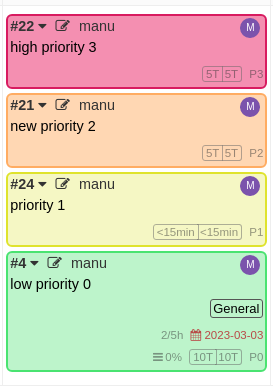 #22 manu M
high priority 3
5T 5T P3
#21 manu M
new priority 2
5T 5T P2
#24 manu M
priority 1
<15min <15min P1
#4 manu M
low priority 0
General
2/5h 2023-03-03
0% 10T 10T P0